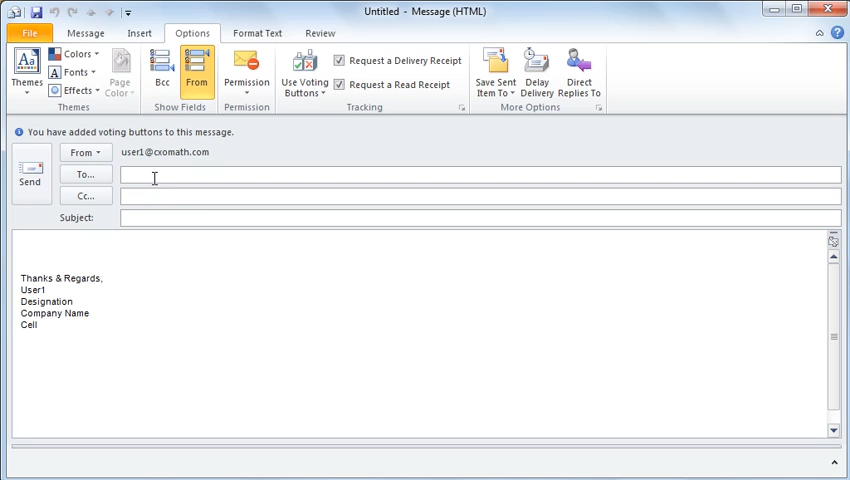 Untitled - Message (HTML)
File Message Insert Options Format Text Review
Aa Themes Colors Fonts Effects Page Color Themes
Bcc From Show Fields
Permission Permission
Use Voting Buttons Request a Delivery Receipt Request a Read Receipt Tracking
Save Sent Item To Delay Delivery Direct Replies To More Options
You have added voting buttons to this message.
From user1@cxomath.com
Send
To...
Cc...
Subject:
Thanks & Regards,
User1
Designation
Company Name
Cell